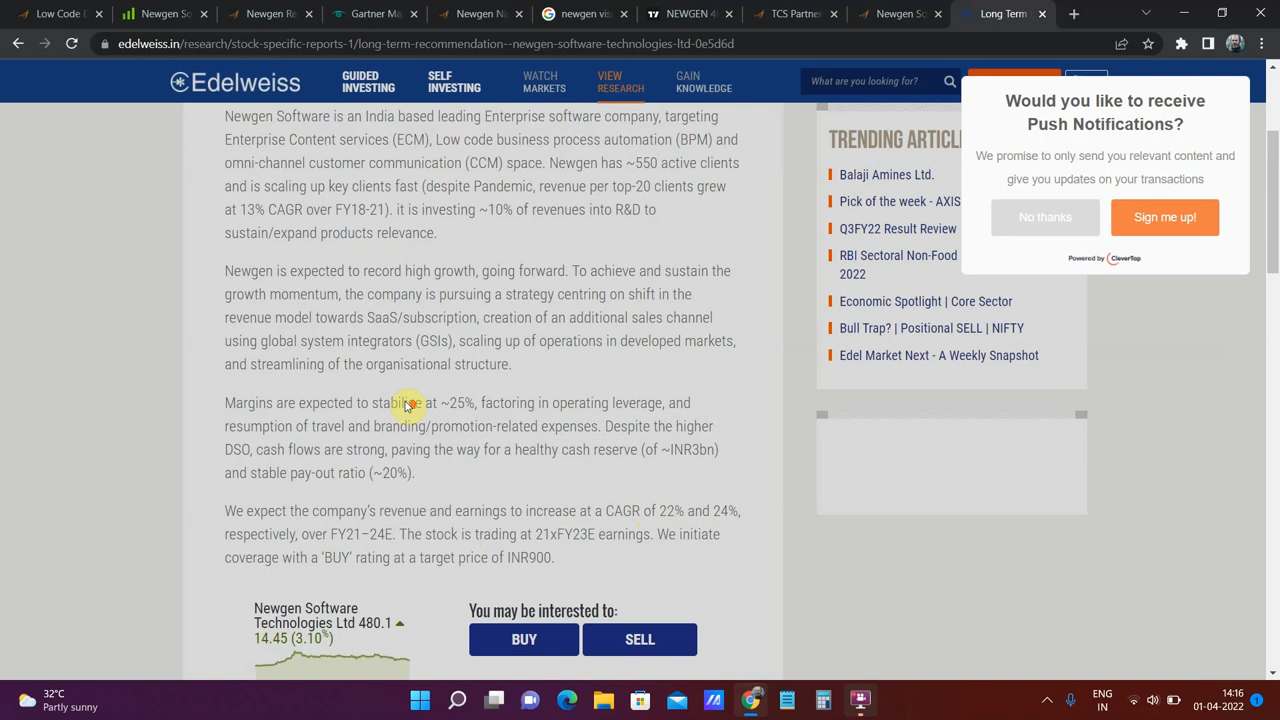 Low Code D
Newgen So
Newgen Re
Gartner Ma
Newgen Na
newgen vis
NEWGEN 4
TCS Partne
Newgen So
Long Term
edelweiss.in/research/stock-specific-reports-1/long-term-recommendation--newgen-software-technologies-ltd-0e5d6d
Edelweiss
GUIDED INVESTING
SELF INVESTING
WATCH MARKETS
VIEW RESEARCH
GAIN KNOWLEDGE
What are you looking for?
Would you like to receive
Push Notifications?
We promise to only send you relevant content and
give you updates on your transactions
No thanks
Sign me up!
Powered by CleverTap
Newgen Software is an India based leading Enterprise software company, targeting
Enterprise Content services (ECM), Low code business process automation (BPM) and
omni-channel customer communication (CCM) space. Newgen has ~550 active clients
and is scaling up key clients fast (despite Pandemic, revenue per top-20 clients grew
at 13% CAGR over FY18-21). it is investing ~10% of revenues into R&D to
sustain/expand products relevance.
Newgen is expected to record high growth, going forward. To achieve and sustain the
growth momentum, the company is pursuing a strategy centring on shift in the
revenue model towards SaaS/subscription, creation of an additional sales channel
using global system integrators (GSIs), scaling up of operations in developed markets,
and streamlining of the organisational structure.
Margins are expected to stabilize at ~25%, factoring in operating leverage, and
resumption of travel and branding/promotion-related expenses. Despite the higher
DSO, cash flows are strong, paving the way for a healthy cash reserve (of ~INR3bn)
and stable pay-out ratio (~20%).
We expect the company's revenue and earnings to increase at a CAGR of 22% and 24%,
respectively, over FY21–24E. The stock is trading at 21xFY23E earnings. We initiate
coverage with a 'BUY' rating at a target price of INR900.
Newgen Software
Technologies Ltd 480.1
14.45 (3.10%)
You may be interested to:
BUY
SELL
TRENDING ARTICL
Balaji Amines Ltd.
Pick of the week - AXIS
Q3FY22 Result Review
RBI Sectoral Non-Food
2022
Economic Spotlight | Core Sector
Bull Trap? | Positional SELL | NIFTY
Edel Market Next - A Weekly Snapshot
32°C
Partly sunny
ENG
IN
14:16
01-04-2022
1